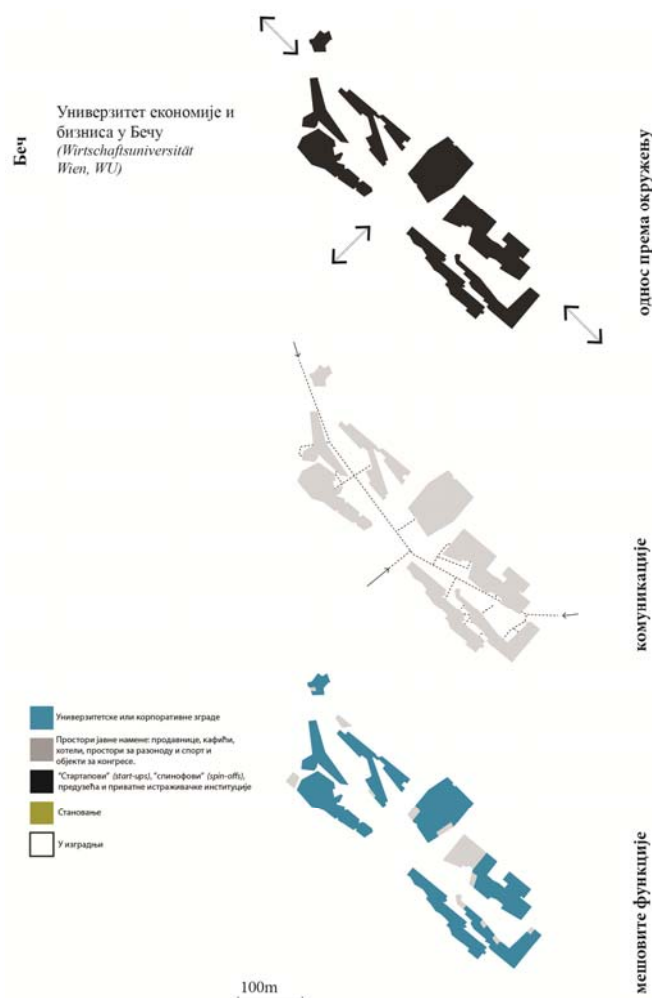 Беч
Универзитет економије и
бизниса у Бечу
(Wirtschaftsuniversität
Wien, WU)
однос према окружењу
комуникације
Универзитетске или корпоративне зграде
Простори јавне намене: продавнице, кафићи,
хотели, простори за разоноду и спорт и
објекти за конгресе.
"Стартапови" (start-ups), "спинофови" (spin-offs),
предузећа и приватне истраживачке институције
Становање
У изградњи
мешовите функције
100m